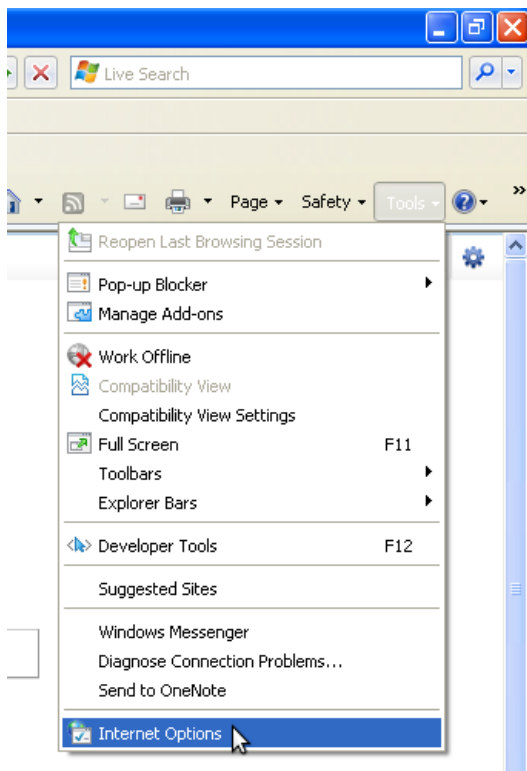 Live Search
Page Safety Tools
Reopen Last Browsing Session
Pop-up Blocker
Manage Add-ons
Work Offline
Compatibility View
Compatibility View Settings
Full Screen F11
Toolbars
Explorer Bars
Developer Tools F12
Suggested Sites
Windows Messenger
Diagnose Connection Problems...
Send to OneNote
Internet Options